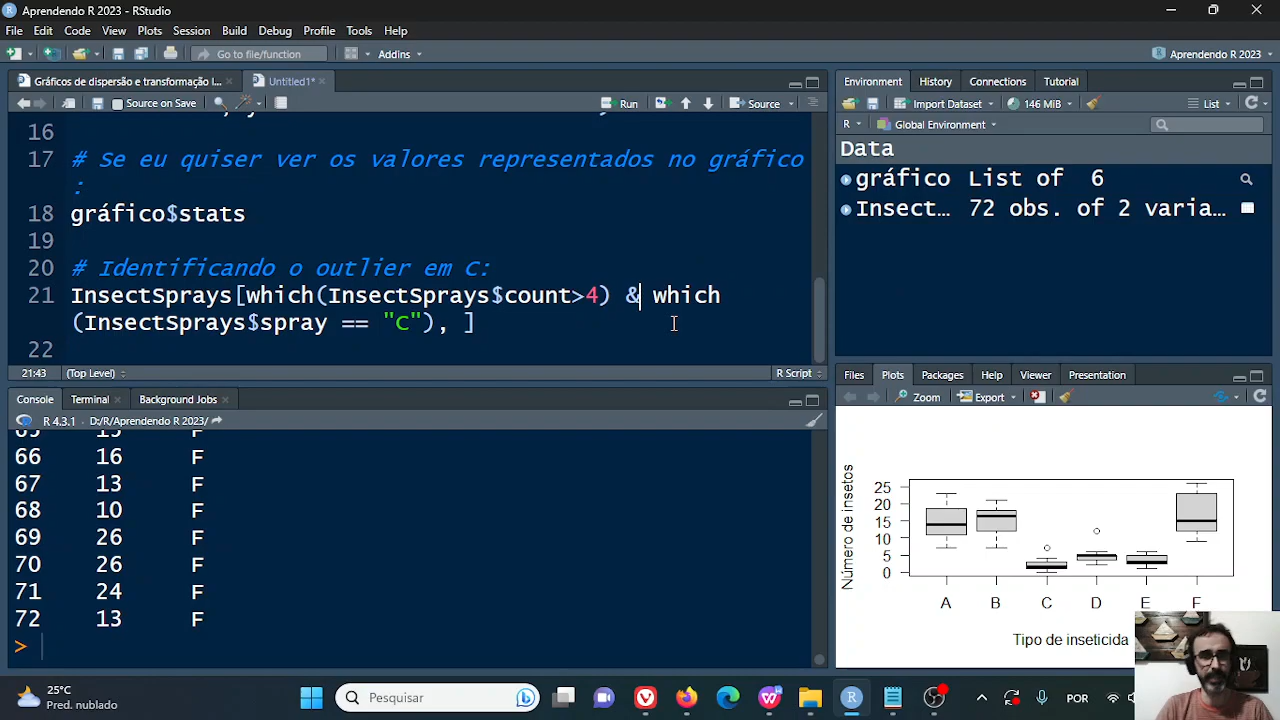 Aprendendo R 2023 - RStudio
File Edit Code View Plots Session Build Debug Profile Tools Help
Go to file/function Addins Aprendendo R 2023
Gráficos de dispersão e transformação l... Untitled1*
Source on Save Run Source
16
17 # Se eu quiser ver os valores representados no gráfico
:
18 gráfico$stats
19
20 # Identificando o outlier em C:
21 InsectSprays[which(InsectSprays$count>4) & which
(InsectSprays$spray == "C"), ]
22
21:43 (Top Level) R Script
Console Terminal Background Jobs
R 4.3.1 . D:/R/Aprendendo R 2023/
66 16 F
67 13 F
68 10 F
69 26 F
70 26 F
71 24 F
72 13 F
>
Environment History Connections Tutorial
Import Dataset 146 MiB List
R Global Environment
Data
gráfico List of 6
Insect… 72 obs. of 2 varia…
Files Plots Packages Help Viewer Presentation
Zoom Export
Número de insetos
25
20
15
10
5
0
A B C D E F
Tipo de inseticida
25°C
Pred. nublado
Pesquisar
POR